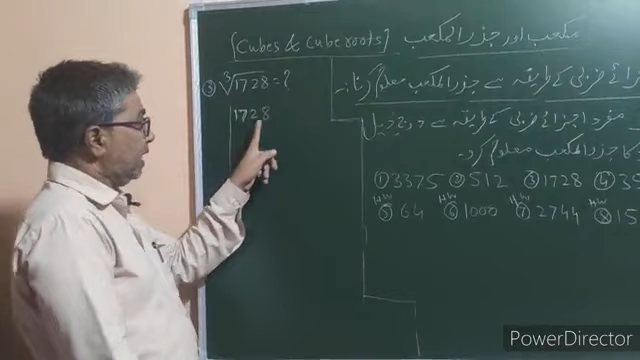 [Cubes & Cube roots] مکعب اور جذرالمکعب
③ ∛1728 = ?
1728
ائے ضربی کے طریقہ سے جذرالمکعب معلوم کرنا:
مفرد اجزائے ضربی کے طریقہ سے درج ذیل
کا جذرالمکعب معلوم کرو۔
① 3375 ② 512 ③ 1728 ④ 39
HW ⑤ 64 HW ⑥ 1000 HW ⑦ 2744 HW ⑧ 15
PowerDirector